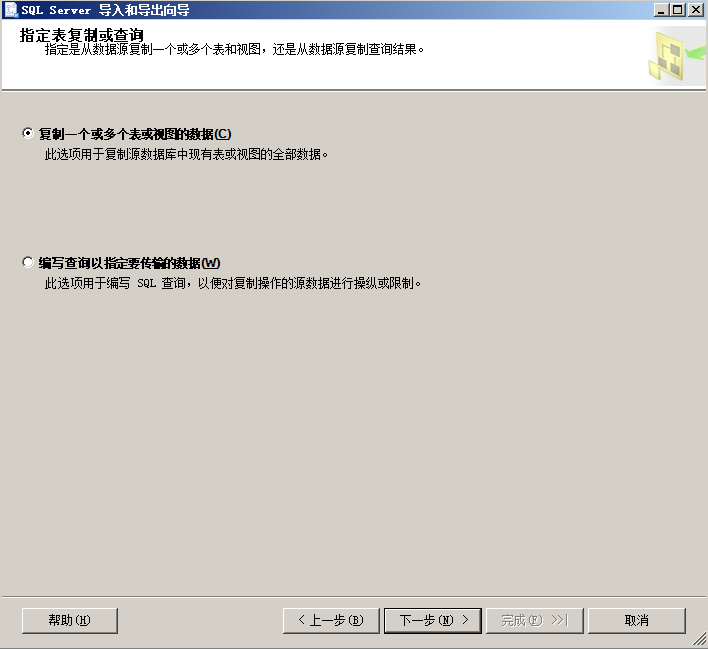 SQL Server 导入和导出向导
指定表复制或查询
指定是从数据源复制一个或多个表和视图，还是从数据源复制查询结果。
复制一个或多个表或视图的数据(C)
此选项用于复制源数据库中现有表或视图的全部数据。
编写查询以指定要传输的数据(W)
此选项用于编写 SQL 查询，以便对复制操作的源数据进行操纵或限制。
帮助(H)
< 上一步(B)
下一步(N) >
完成(F) >>|
取消